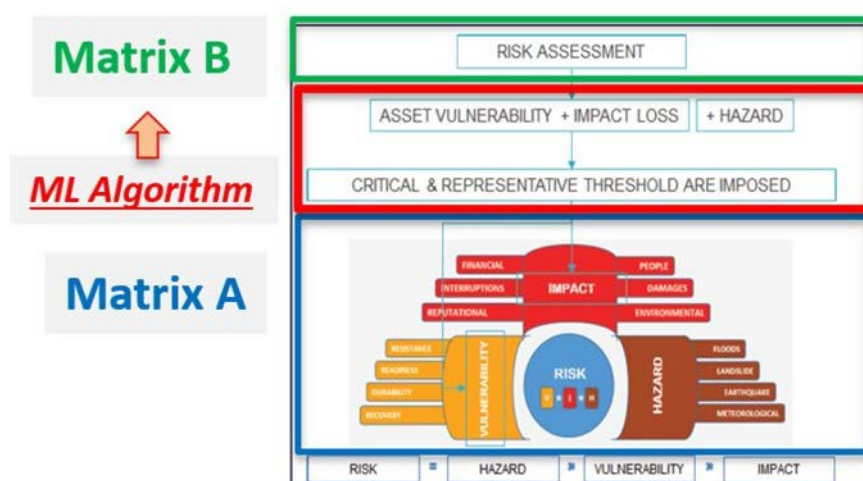 Matrix B
ML Algorithm
Matrix A
RISK ASSESSMENT
ASSET VULNERABILITY + IMPACT LOSS
+ HAZARD
CRITICAL & REPRESENTATIVE THRESHOLD ARE IMPOSED
FINANCIAL
PEOPLE
INTERRUPTIONS
IMPACT
DAMAGES
REPUTATIONAL
ENVIRONMENTAL
RESISTANCE
READINESS
DURABILITY
RECOVERY
VULNERABILITY
RISK
V * I * H
HAZARD
FLOODS
LANDSLIDE
EARTHQUAKE
METEOROLOGICAL
RISK = HAZARD * VULNERABILITY * IMPACT